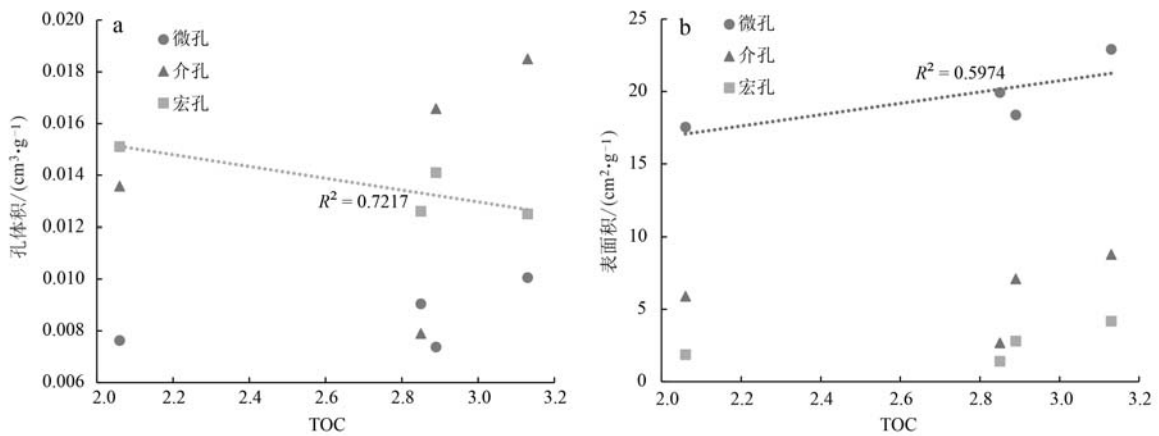 a
微孔
介孔
宏孔
R² = 0.7217
孔体积/(cm³·g⁻¹)
0.020
0.018
0.016
0.014
0.012
0.010
0.008
0.006
2.0 2.2 2.4 2.6 2.8 3.0 3.2
TOC
b
微孔
介孔
宏孔
R² = 0.5974
表面积/(cm²·g⁻¹)
25
20
15
10
5
0
2.0 2.2 2.4 2.6 2.8 3.0 3.2
TOC